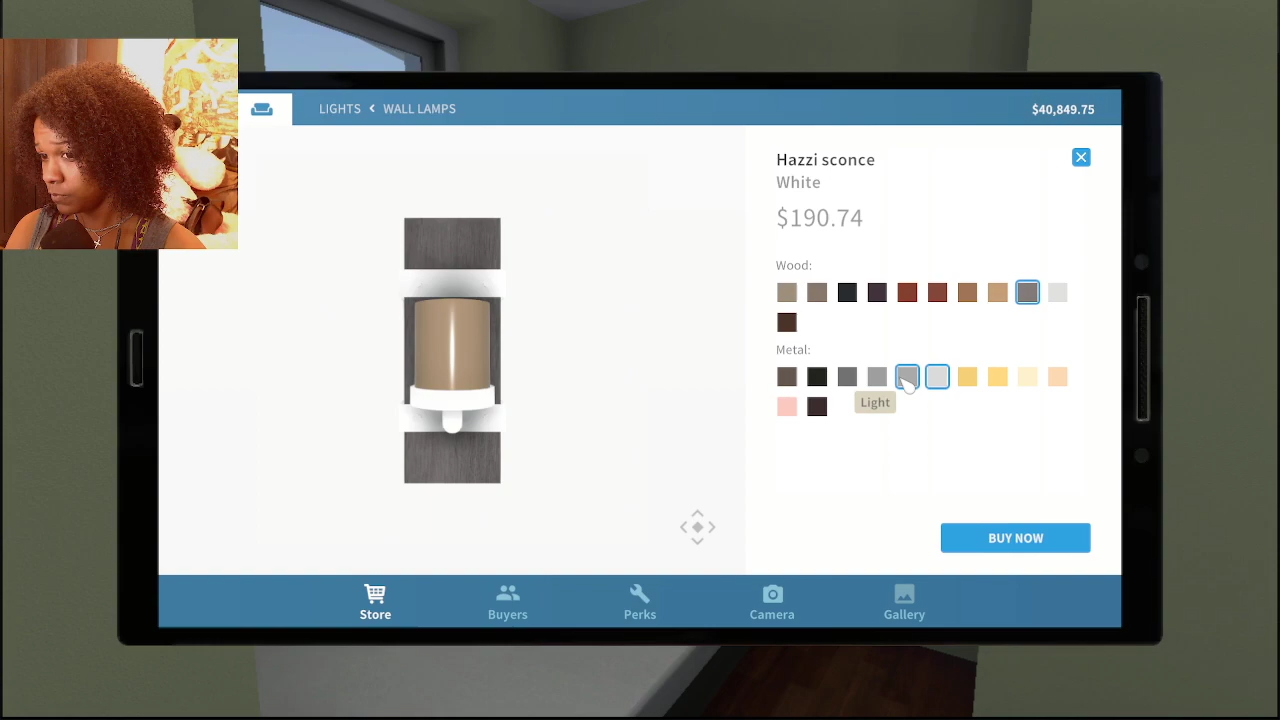 LIGHTS < WALL LAMPS
$40,849.75
Hazzi sconce
White
$190.74
Wood:
Metal:
Light
BUY NOW
Store
Buyers
Perks
Camera
Gallery